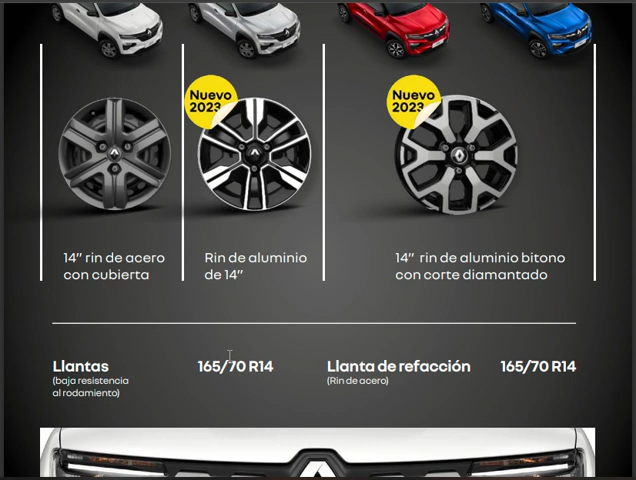 Nuevo
2023
Nuevo
2023
14” rin de acero
con cubierta
Rin de aluminio
de 14”
14” rin de aluminio bitono
con corte diamantado
Llantas
(baja resistencia
al rodamiento)
165/70 R14
Llanta de refacción
(Rin de acero)
165/70 R14